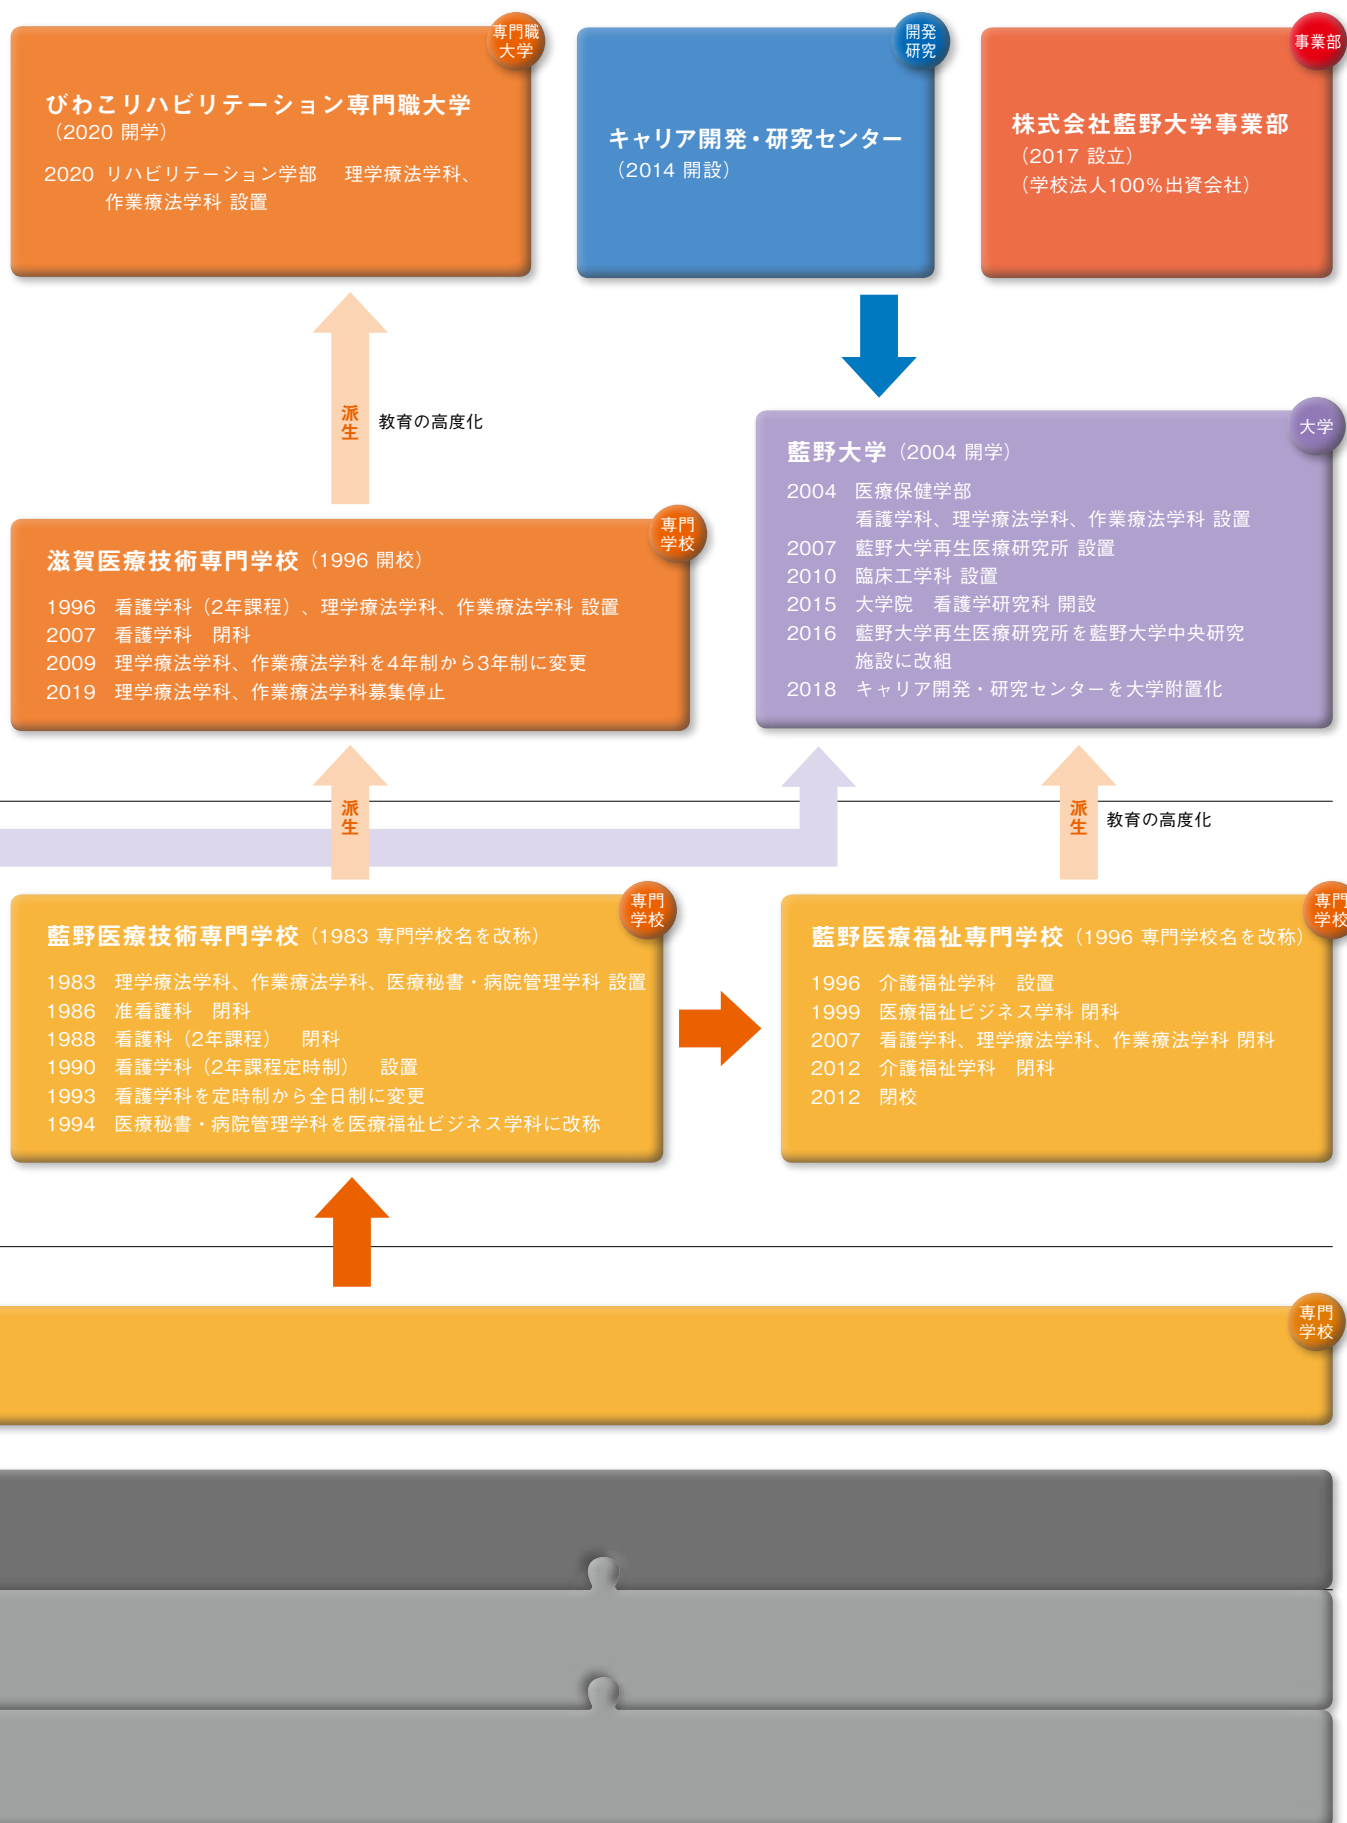 専門職
大学
びわこリハビリテーション専門職大学
（2020 開学）
2020 リハビリテーション学部　理学療法学科、
作業療法学科 設置
開発
研究
キャリア開発・研究センター
（2014 開設）
事業部
株式会社藍野大学事業部
（2017 設立）
（学校法人100%出資会社）
派生
教育の高度化
大学
藍野大学（2004 開学）
2004 医療保健学部
看護学科、理学療法学科、作業療法学科 設置
2007 藍野大学再生医療研究所 設置
2010 臨床工学科 設置
2015 大学院　看護学研究科 開設
2016 藍野大学再生医療研究所を藍野大学中央研究
施設に改組
2018 キャリア開発・研究センターを大学附置化
専門
学校
滋賀医療技術専門学校（1996 開校）
1996 看護学科（2年課程）、理学療法学科、作業療法学科 設置
2007 看護学科　閉科
2009 理学療法学科、作業療法学科を4年制から3年制に変更
2019 理学療法学科、作業療法学科募集停止
派生
派生
教育の高度化
専門
学校
藍野医療技術専門学校（1983 専門学校名を改称）
1983 理学療法学科、作業療法学科、医療秘書・病院管理学科 設置
1986 准看護科　閉科
1988 看護科（2年課程）　閉科
1990 看護学科（2年課程定時制）　設置
1993 看護学科を定時制から全日制に変更
1994 医療秘書・病院管理学科を医療福祉ビジネス学科に改称
専門
学校
藍野医療福祉専門学校（1996 専門学校名を改称）
1996 介護福祉学科　設置
1999 医療福祉ビジネス学科 閉科
2007 看護学科、理学療法学科、作業療法学科 閉科
2012 介護福祉学科　閉科
2012 閉校
専門
学校